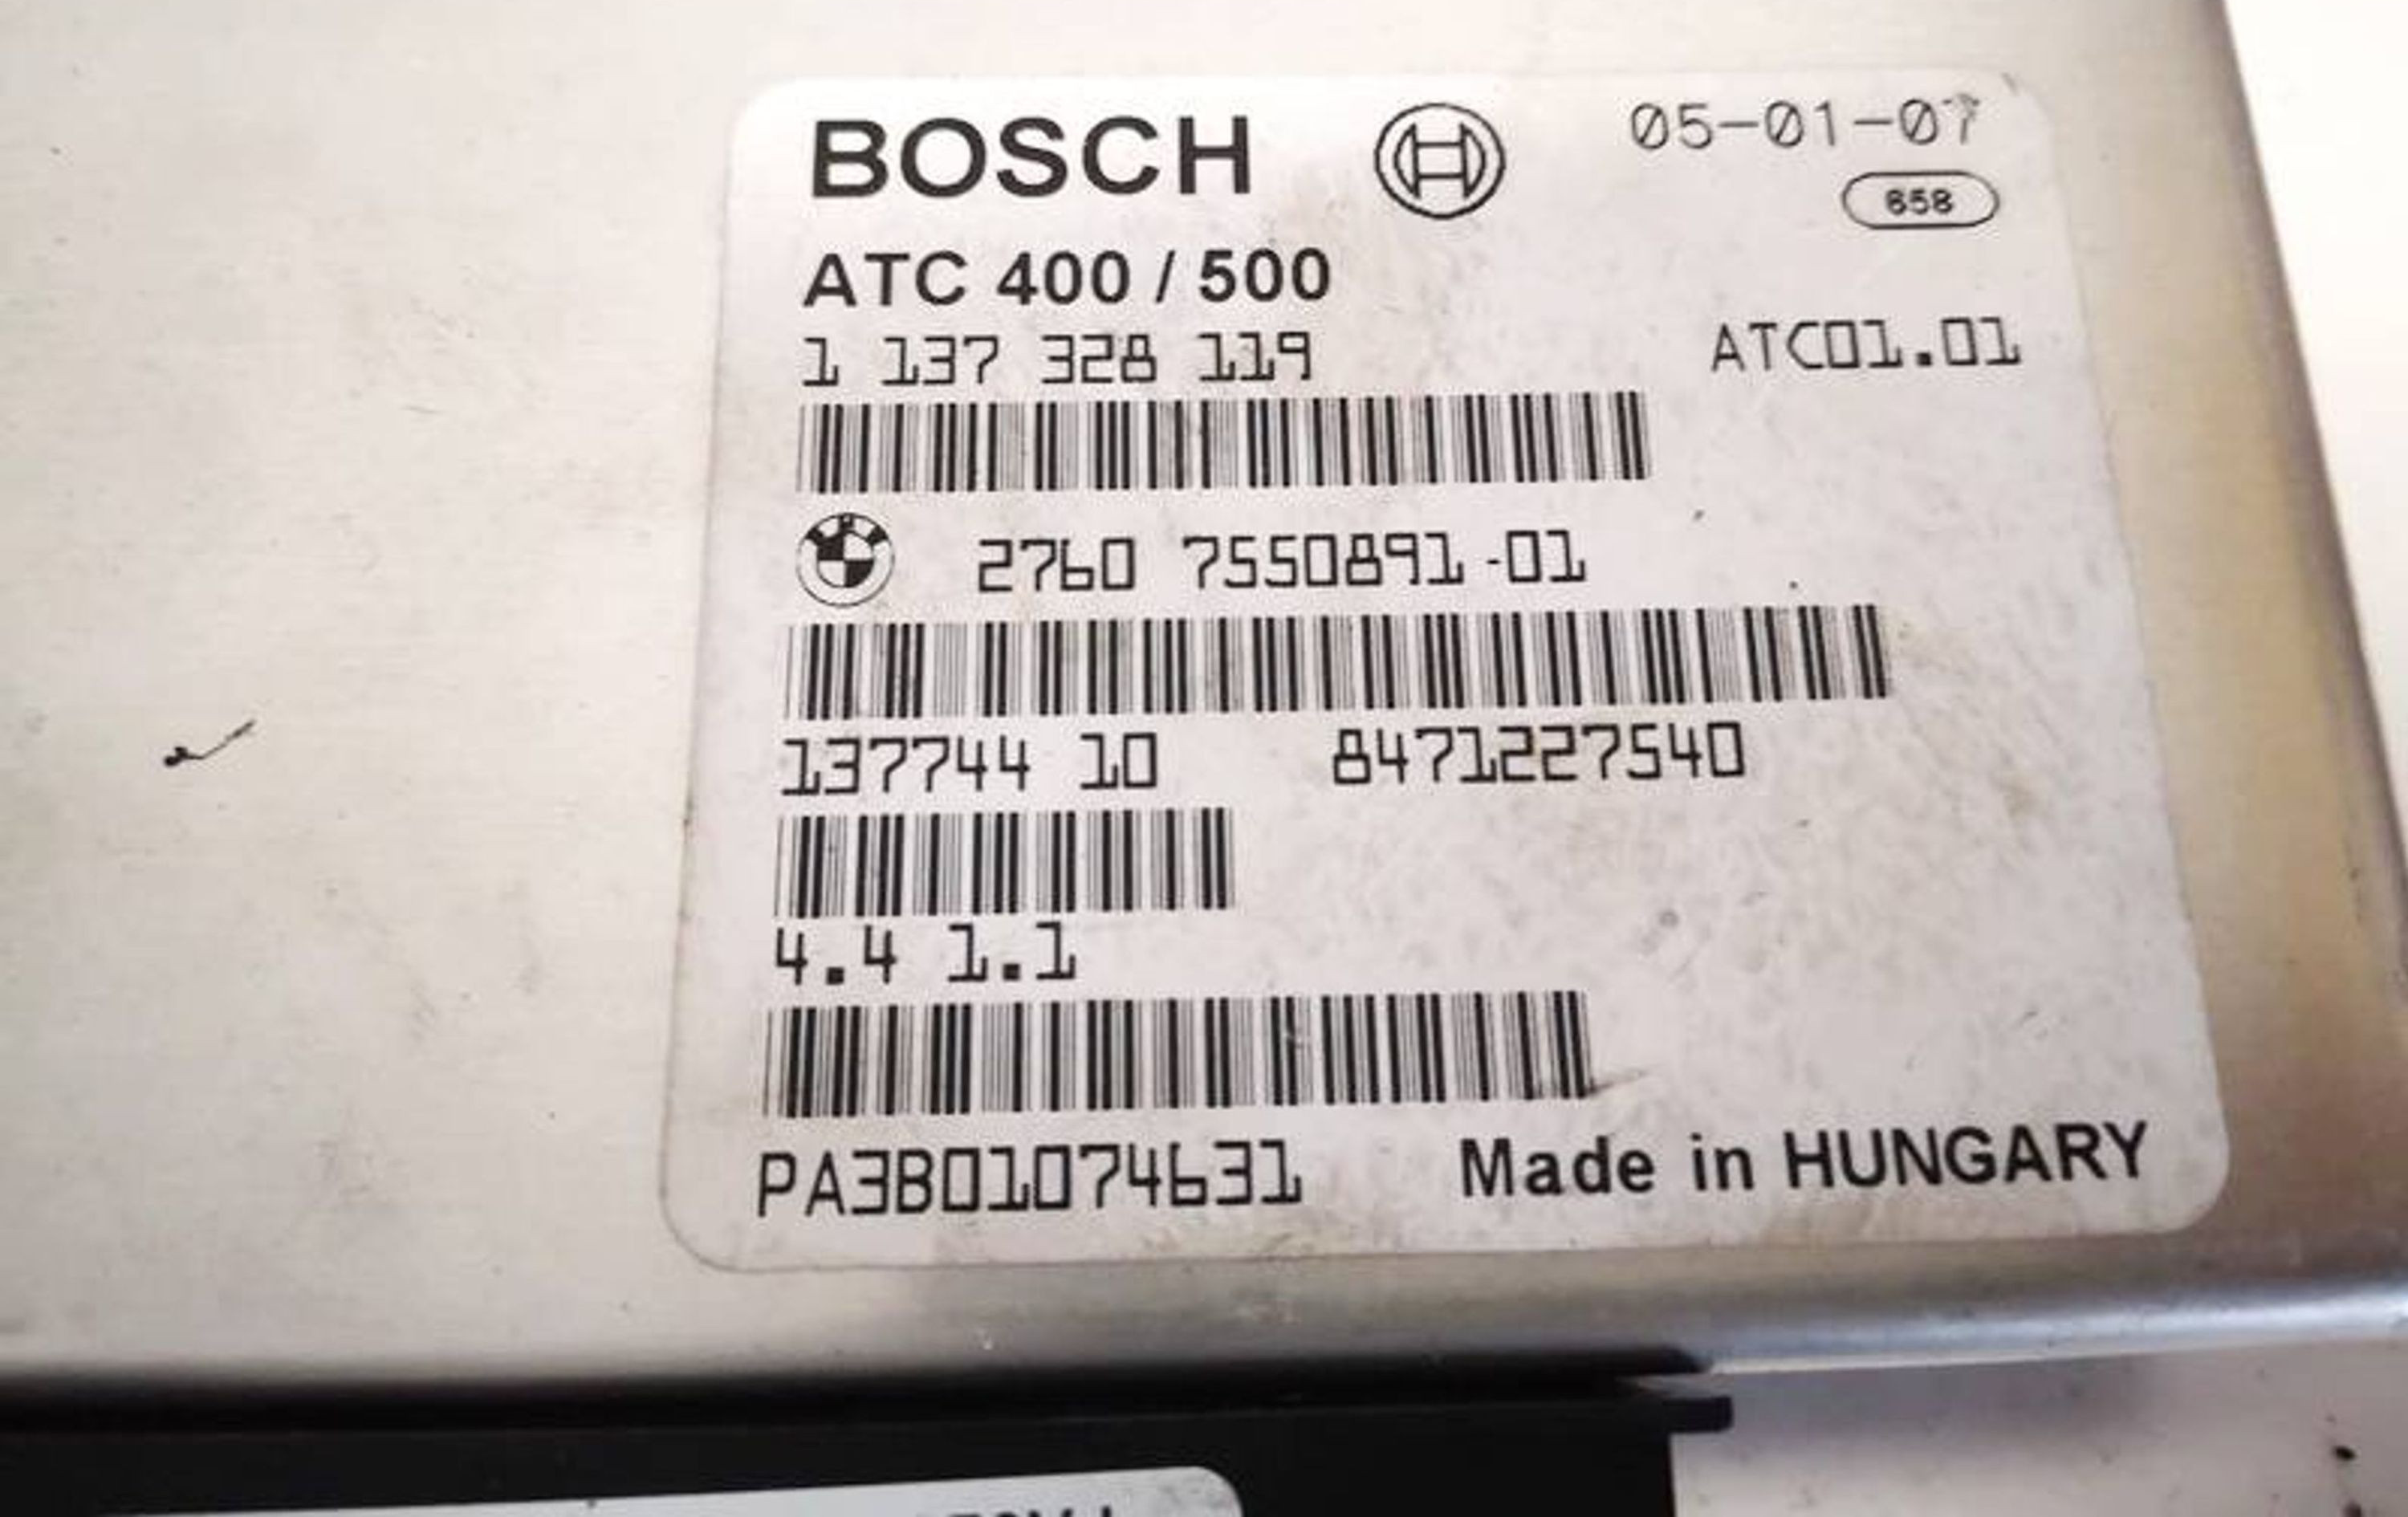 BOSCH 05-01-07
658
ATC 400 / 500
1 137 328 119 ATC01.01
2760 7550891-01
137744 10 8471227540
4.4 1.1
PA3B01074631 Made in HUNGARY